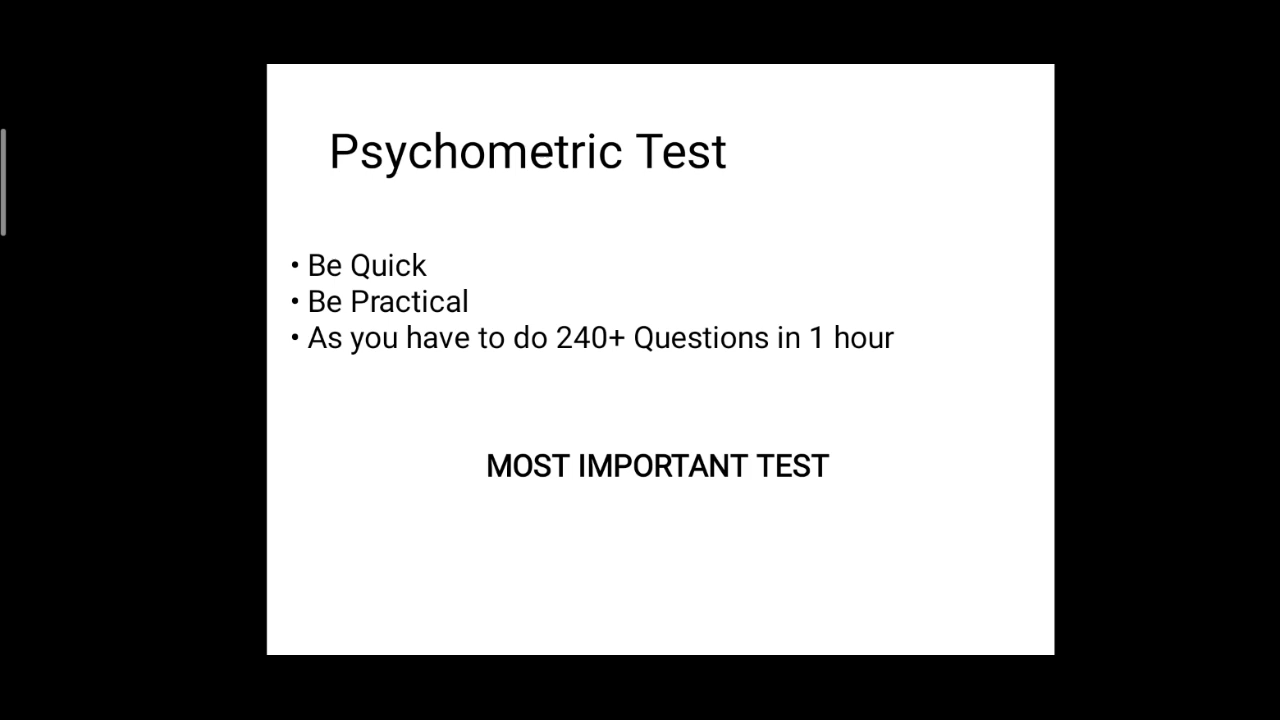 Psychometric Test
• Be Quick
• Be Practical
• As you have to do 240+ Questions in 1 hour
MOST IMPORTANT TEST